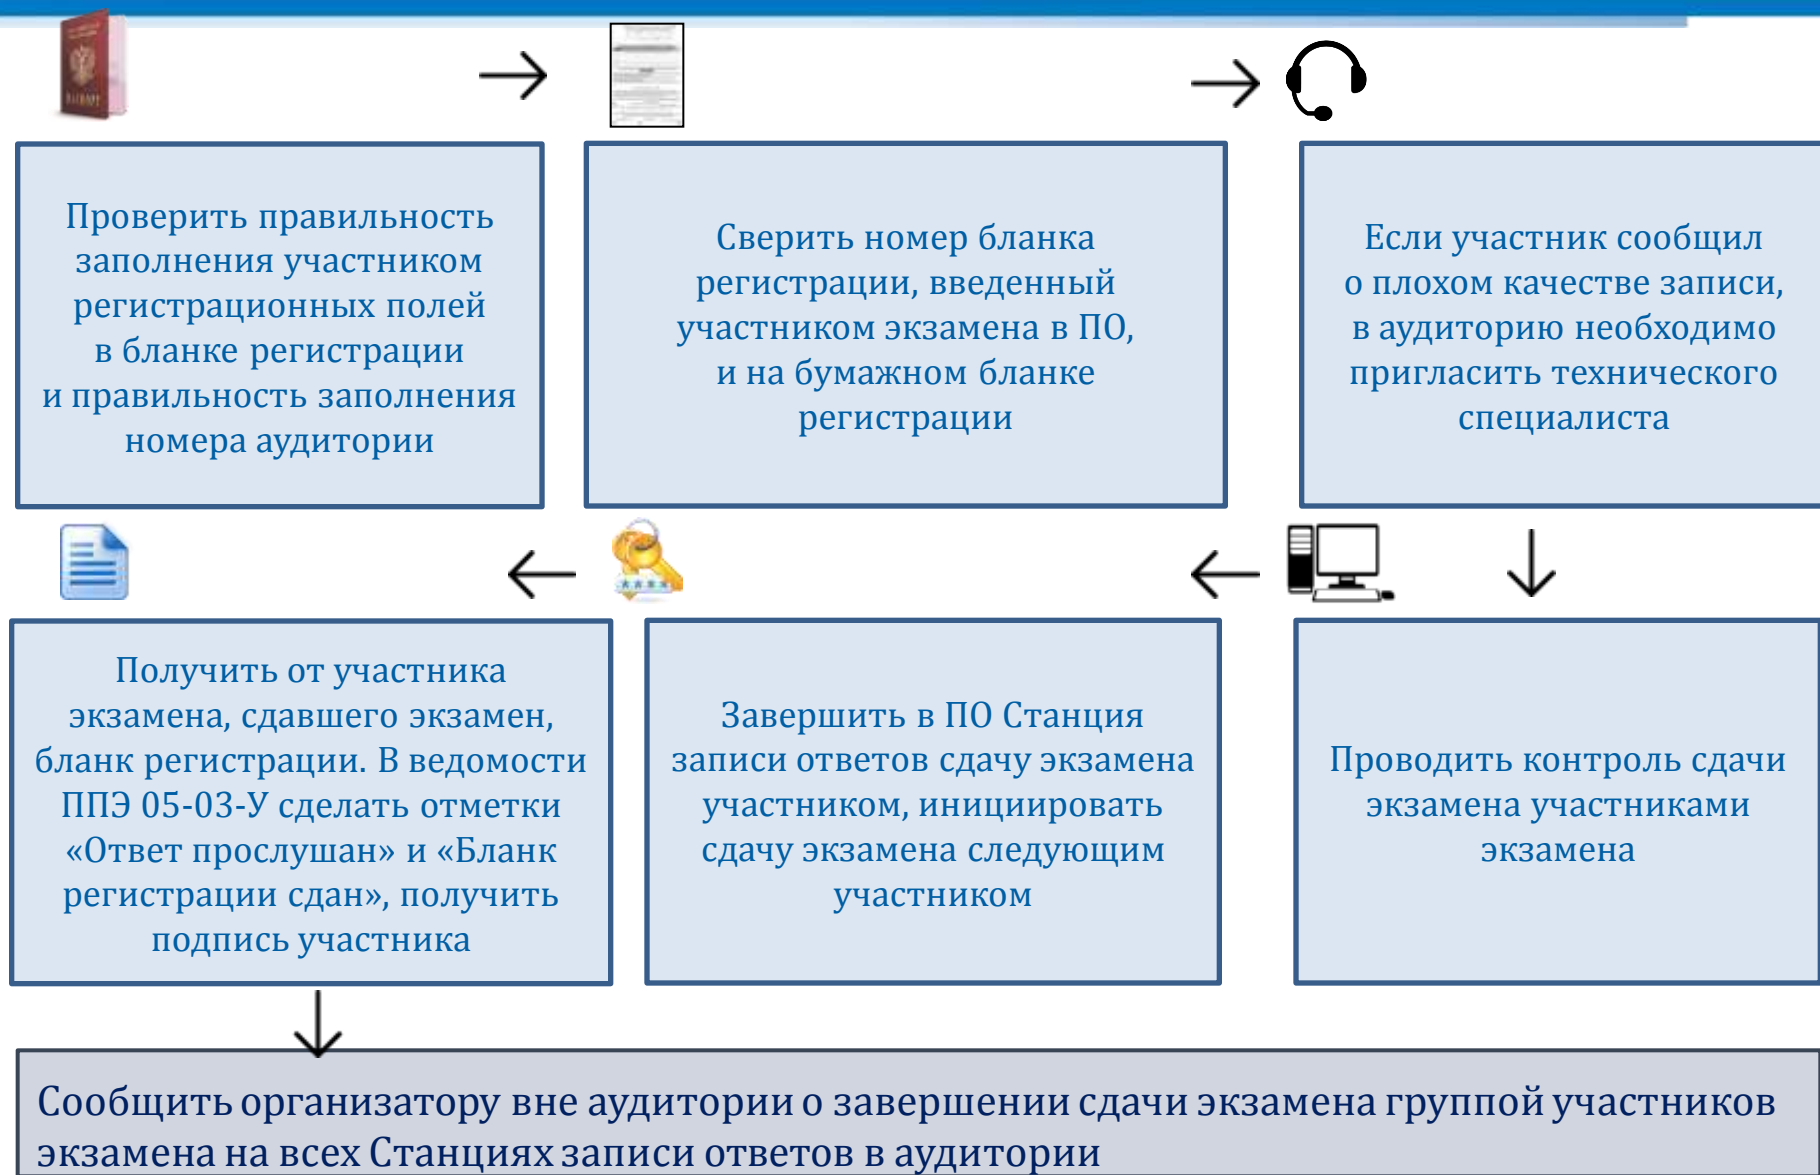 Проверить правильность
заполнения участником
регистрационных полей
в бланке регистрации
и правильность заполнения
номера аудитории
Сверить номер бланка
регистрации, введенный
участником экзамена в ПО,
и на бумажном бланке
регистрации
Если участник сообщил
о плохом качестве записи,
в аудиторию необходимо
пригласить технического
специалиста
Проводить контроль сдачи
экзамена участниками
экзамена
Завершить в ПО Станция
записи ответов сдачу экзамена
участником, инициировать
сдачу экзамена следующим
участником
Получить от участника
экзамена, сдавшего экзамен,
бланк регистрации. В ведомости
ППЭ 05-03-У сделать отметки
«Ответ прослушан» и «Бланк
регистрации сдан», получить
подпись участника
Сообщить организатору вне аудитории о завершении сдачи экзамена группой участников
экзамена на всех Станциях записи ответов в аудитории